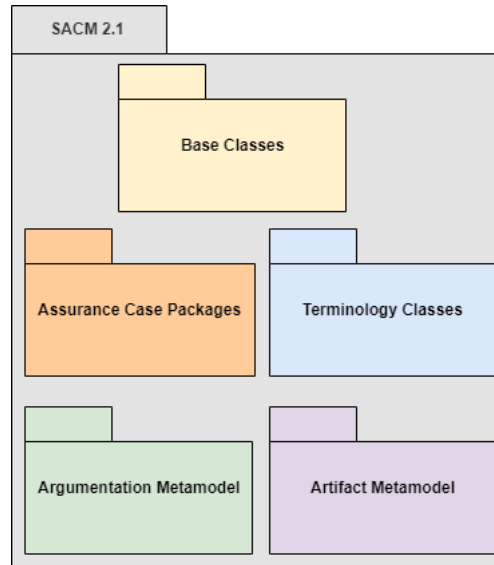 SACM 2.1
Base Classes
Assurance Case Packages
Terminology Classes
Argumentation Metamodel
Artifact Metamodel